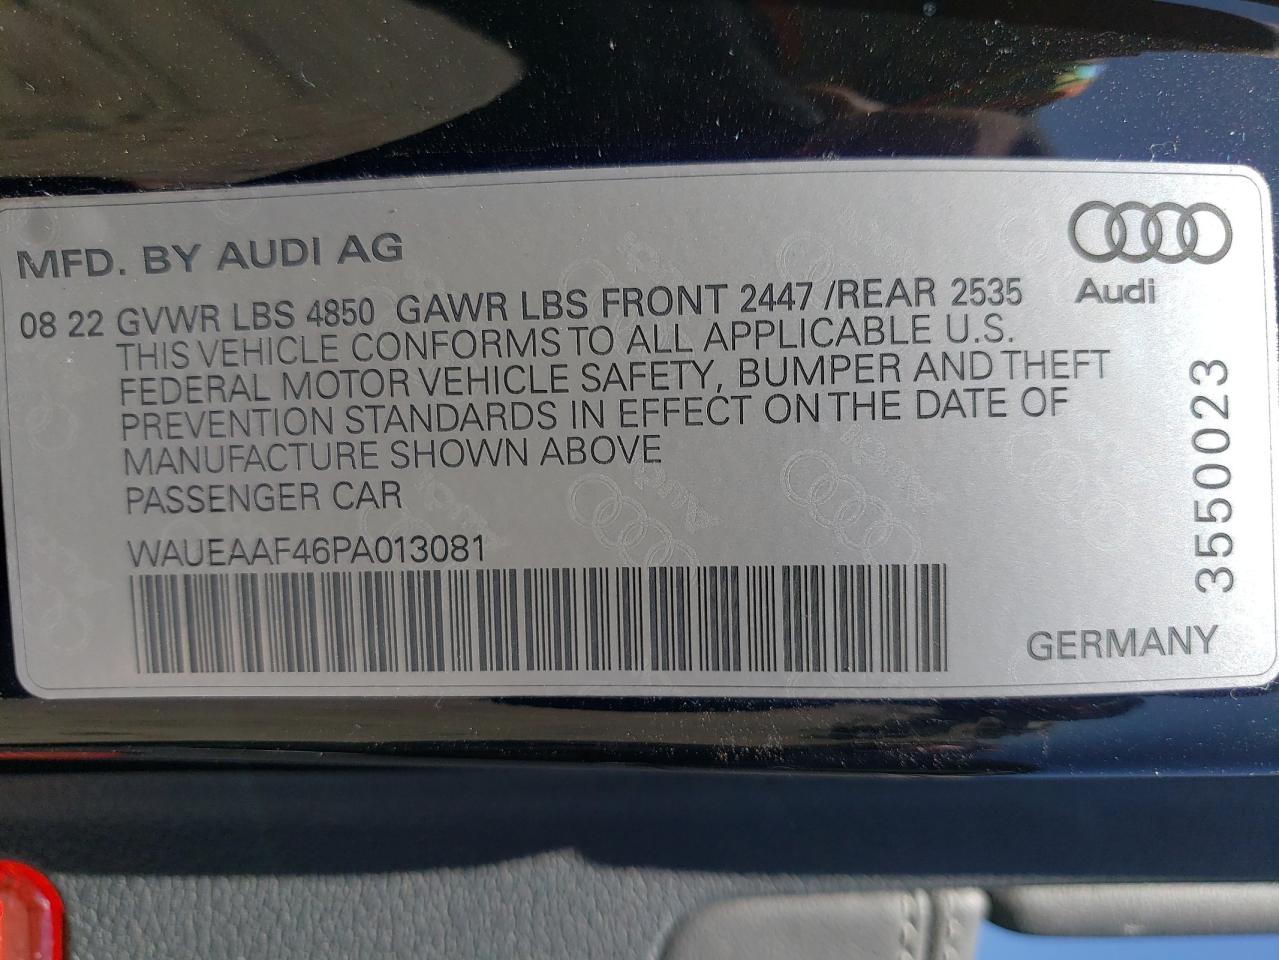 MFD. BY AUDI AG
Audi
08 22 GVWR LBS 4850 GAWR LBS FRONT 2447 /REAR 2535
THIS VEHICLE CONFORMS TO ALL APPLICABLE U.S.
FEDERAL MOTOR VEHICLE SAFETY, BUMPER AND THEFT
PREVENTION STANDARDS IN EFFECT ON THE DATE OF
MANUFACTURE SHOWN ABOVE
PASSENGER CAR
WAUEAAF46PA013081
3550023
GERMANY